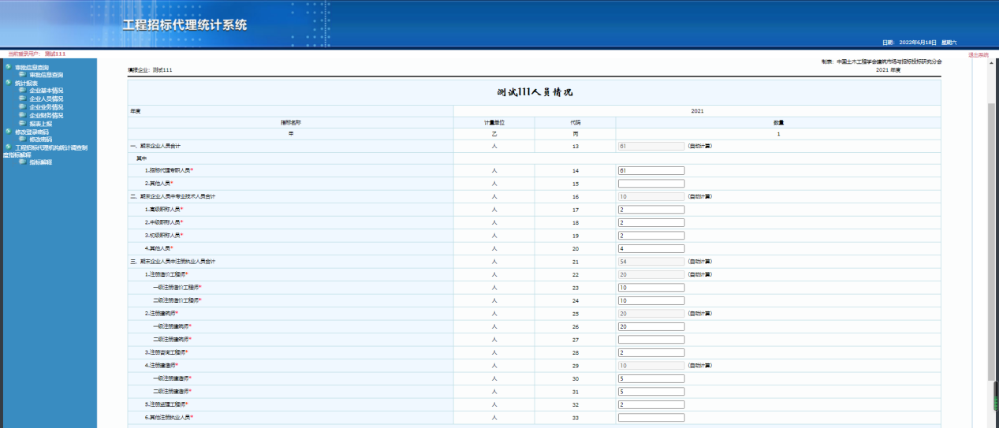 工程招标代理统计系统
日期: 2022年6月18日 星期六
当前登录用户: 测试111
退出系统
审批信息查询
审批信息查询
统计报表
企业基本情况
企业人员情况
企业业务情况
企业财务情况
报表上报
修改登录密码
修改密码
工程招标代理机构统计调查制
度指标解释
指标解释
制表: 中国土木工程学会建筑市场与招标投标研究分会
填报企业: 测试111
2021 年度
测试111人员情况
年度 2021
指标名称 计量单位 代码 数量
甲 乙 丙 1
一、期末企业人员合计 人 13 61 (自动计算)
其中
1.招标代理专职人员* 人 14 61
2.其他人员* 人 15
二、期末企业人员中专业技术人员合计 人 16 10 (自动计算)
1.高级职称人员* 人 17 2
2.中级职称人员* 人 18 2
3.初级职称人员* 人 19 2
4.其他人员* 人 20 4
三、期末企业人员中注册执业人员合计 人 21 54 (自动计算)
1.注册造价工程师* 人 22 20 (自动计算)
一级注册造价工程师* 人 23 10
二级注册造价工程师* 人 24 10
2.注册建筑师* 人 25 20 (自动计算)
一级注册建筑师* 人 26 20
二级注册建筑师* 人 27
3.注册咨询工程师* 人 28 2
4.注册建造师* 人 29 10 (自动计算)
一级注册建造师* 人 30 5
二级注册建造师* 人 31 5
5.注册监理工程师* 人 32 2
6.其他注册执业人员* 人 33